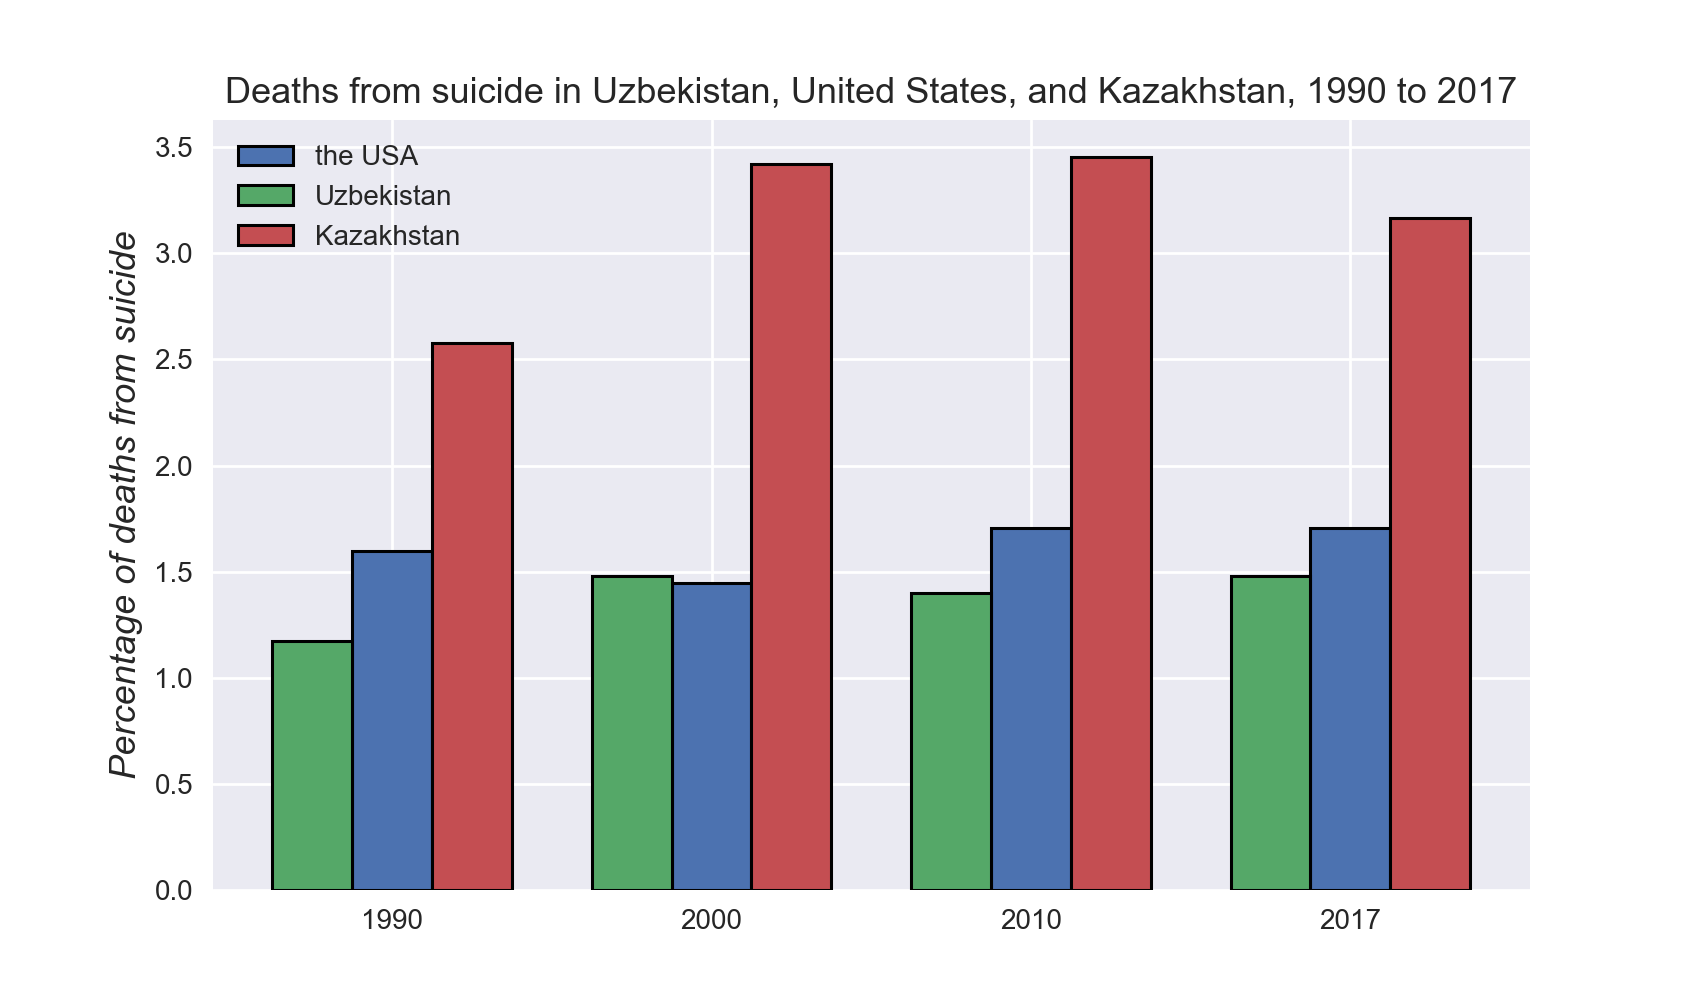 Deaths from suicide in Uzbekistan, United States, and Kazakhstan, 1990 to 2017
the USA
Uzbekistan
Kazakhstan
Percentage of deaths from suicide
3.5
3.0
2.5
2.0
1.5
1.0
0.5
0.0
1990 2000 2010 2017